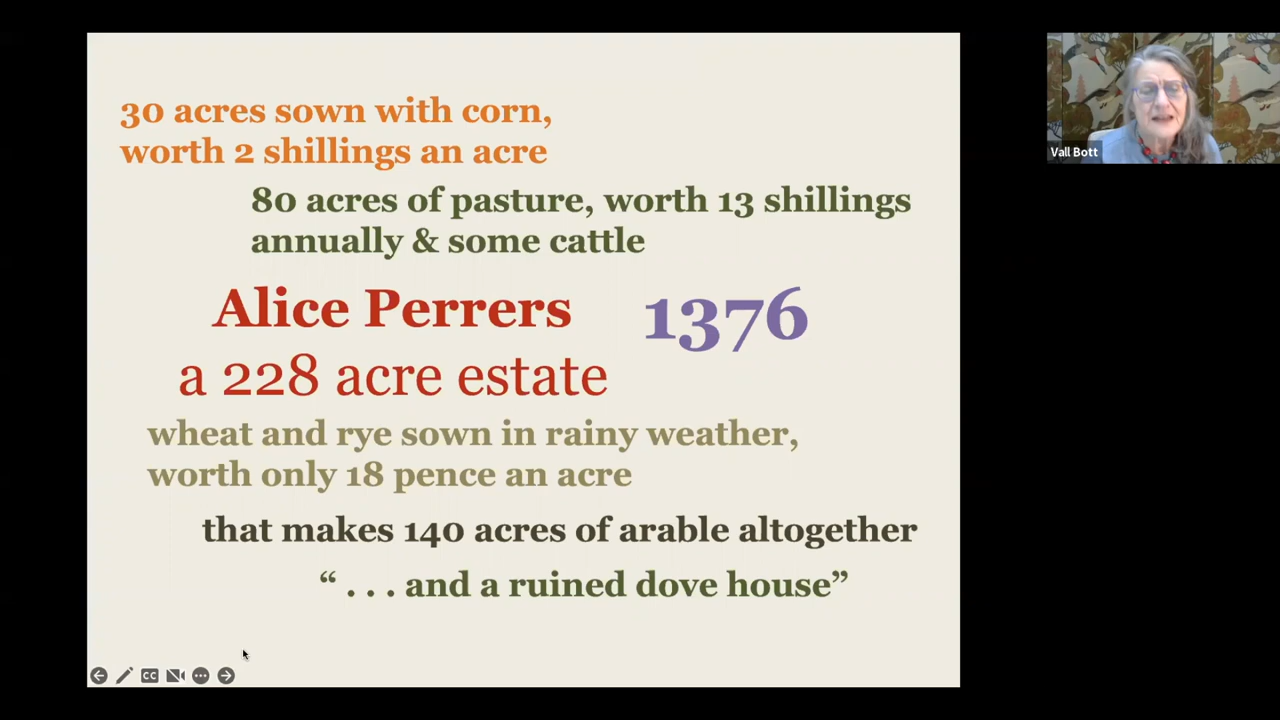 30 acres sown with corn,
worth 2 shillings an acre
80 acres of pasture, worth 13 shillings
annually & some cattle
Alice Perrers 1376
a 228 acre estate
wheat and rye sown in rainy weather,
worth only 18 pence an acre
that makes 140 acres of arable altogether
“ . . . and a ruined dove house”
CC
Vall Bott